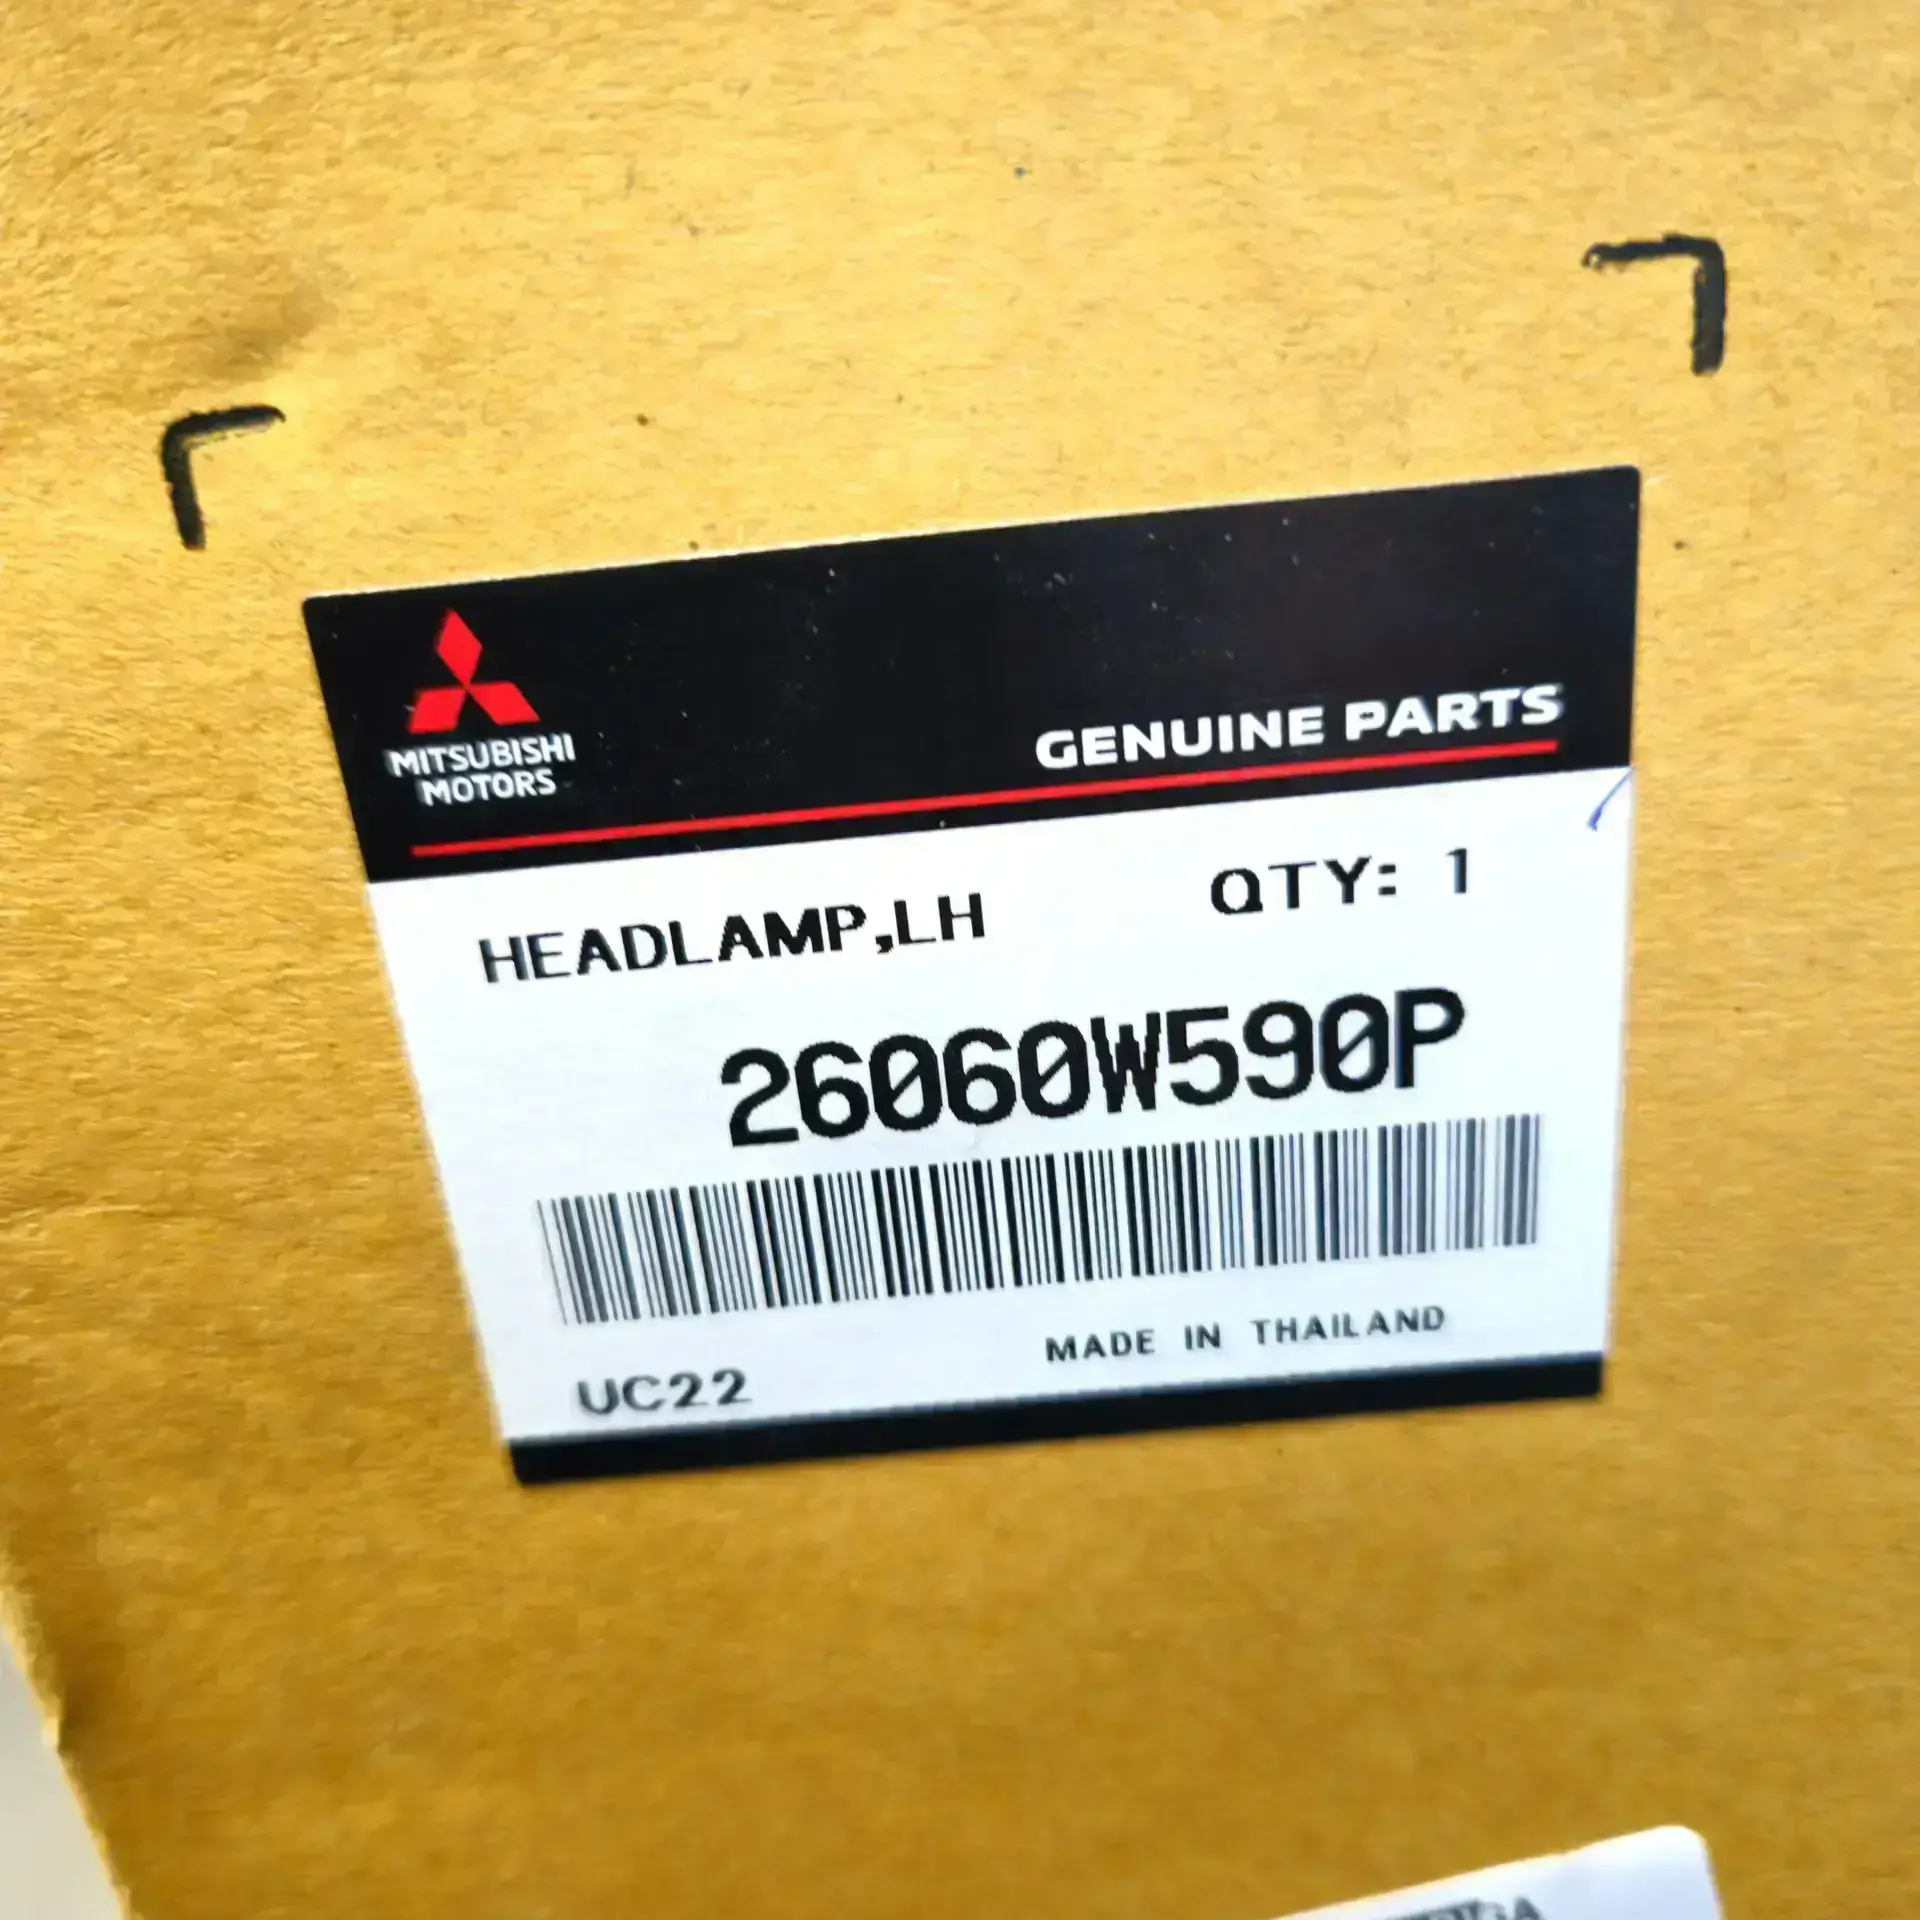 MITSUBISHI
MOTORS
GENUINE PARTS
HEADLAMP,LH
QTY: 1
26060W590P
MADE IN THAILAND
UC22